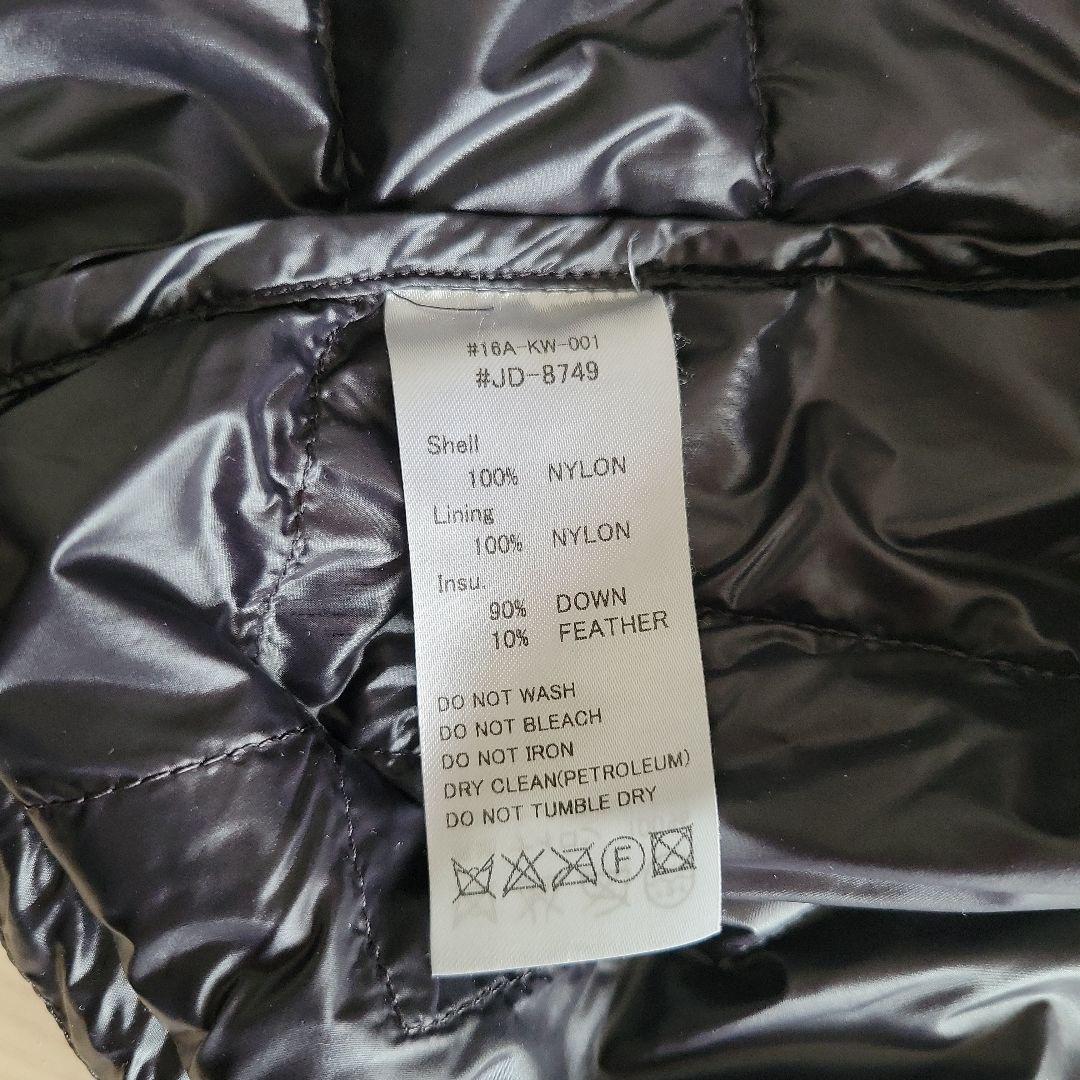 #16A-KW-001
#JD-8749
Shell
100% NYLON
Lining
100% NYLON
Insu.
90% DOWN
10% FEATHER
DO NOT WASH
DO NOT BLEACH
DO NOT IRON
DRY CLEAN(PETROLEUM)
DO NOT TUMBLE DRY
F